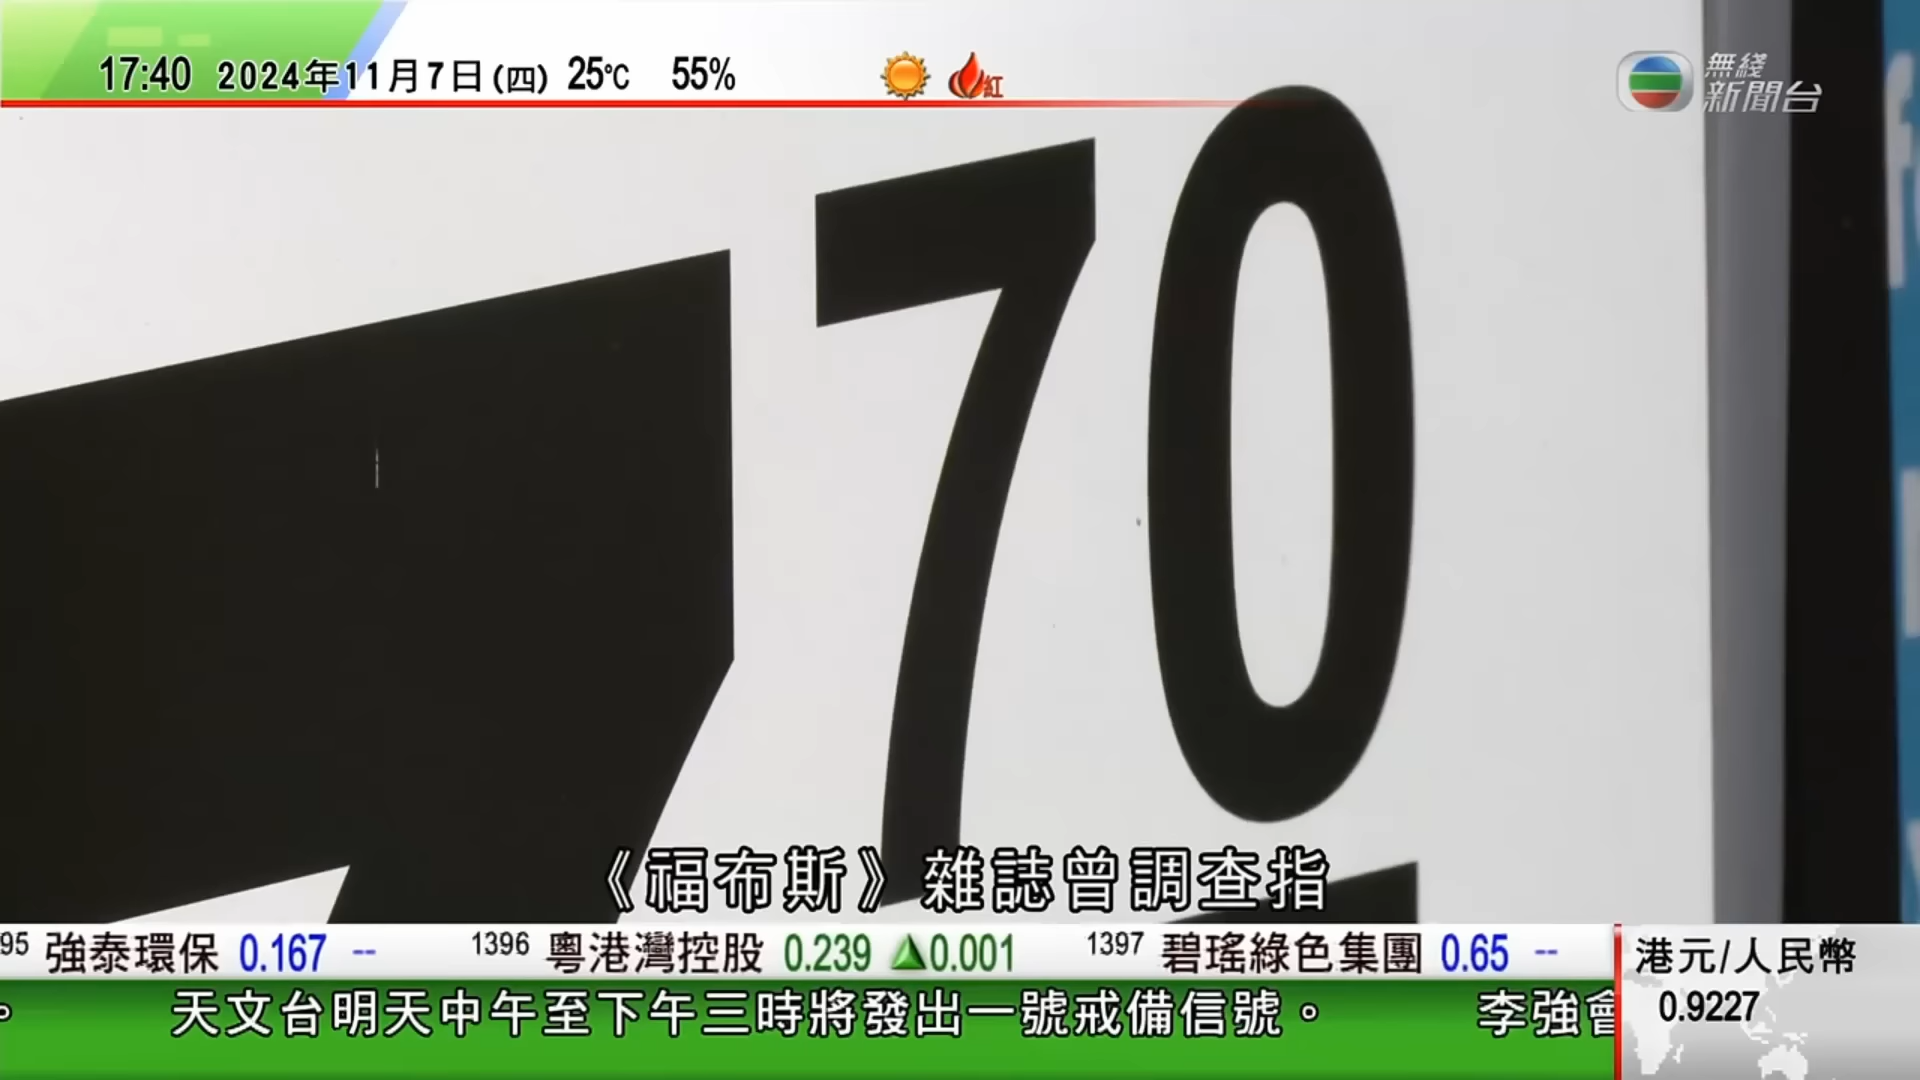 17:40 2024年11月7日(四) 25℃ 55% 紅
無綫
新聞台
70
《福布斯》雜誌曾調查指
95 強泰環保 0.167 -- 1396 粵港灣控股 0.239 ▲0.001 1397 碧瑤綠色集團 0.65 --
港元/人民幣
0.9227
。 天文台明天中午至下午三時將發出一號戒備信號。 李強會